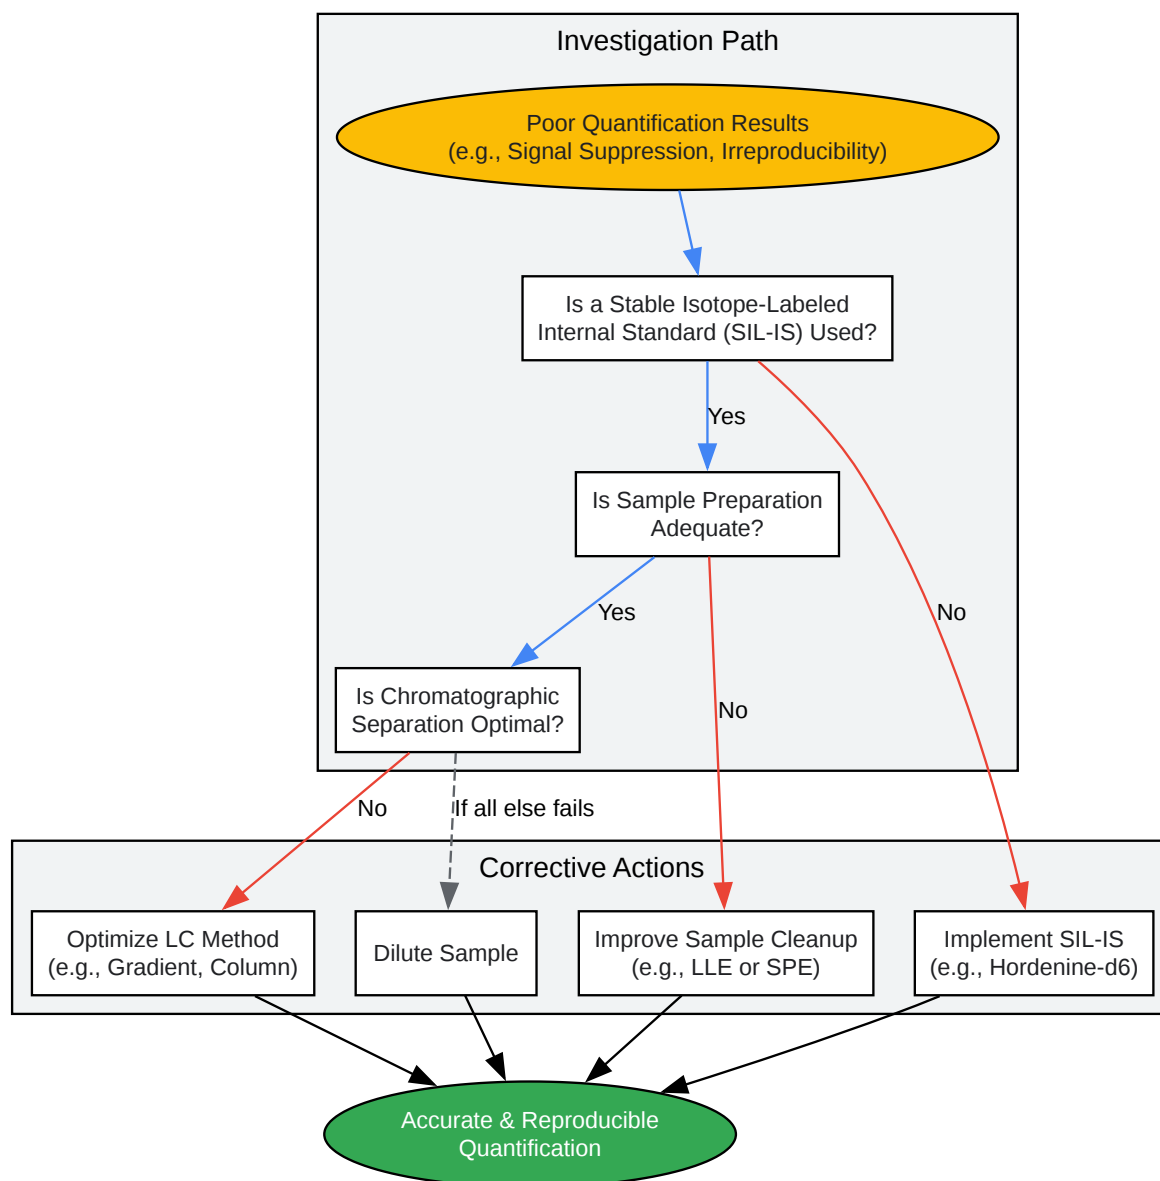 Investigation Path
Poor Quantification Results
(e.g., Signal Suppression, Irreproducibility)
Is a Stable Isotope-Labeled
Internal Standard (SIL-IS) Used?
Yes
Is Sample Preparation
Adequate?
Yes
No
Is Chromatographic
Separation Optimal?
No
No
If all else fails
Corrective Actions
Optimize LC Method
(e.g., Gradient, Column)
Dilute Sample
Improve Sample Cleanup
(e.g., LLE or SPE)
Implement SIL-IS
(e.g., Hordenine-d6)
Accurate & Reproducible
Quantification